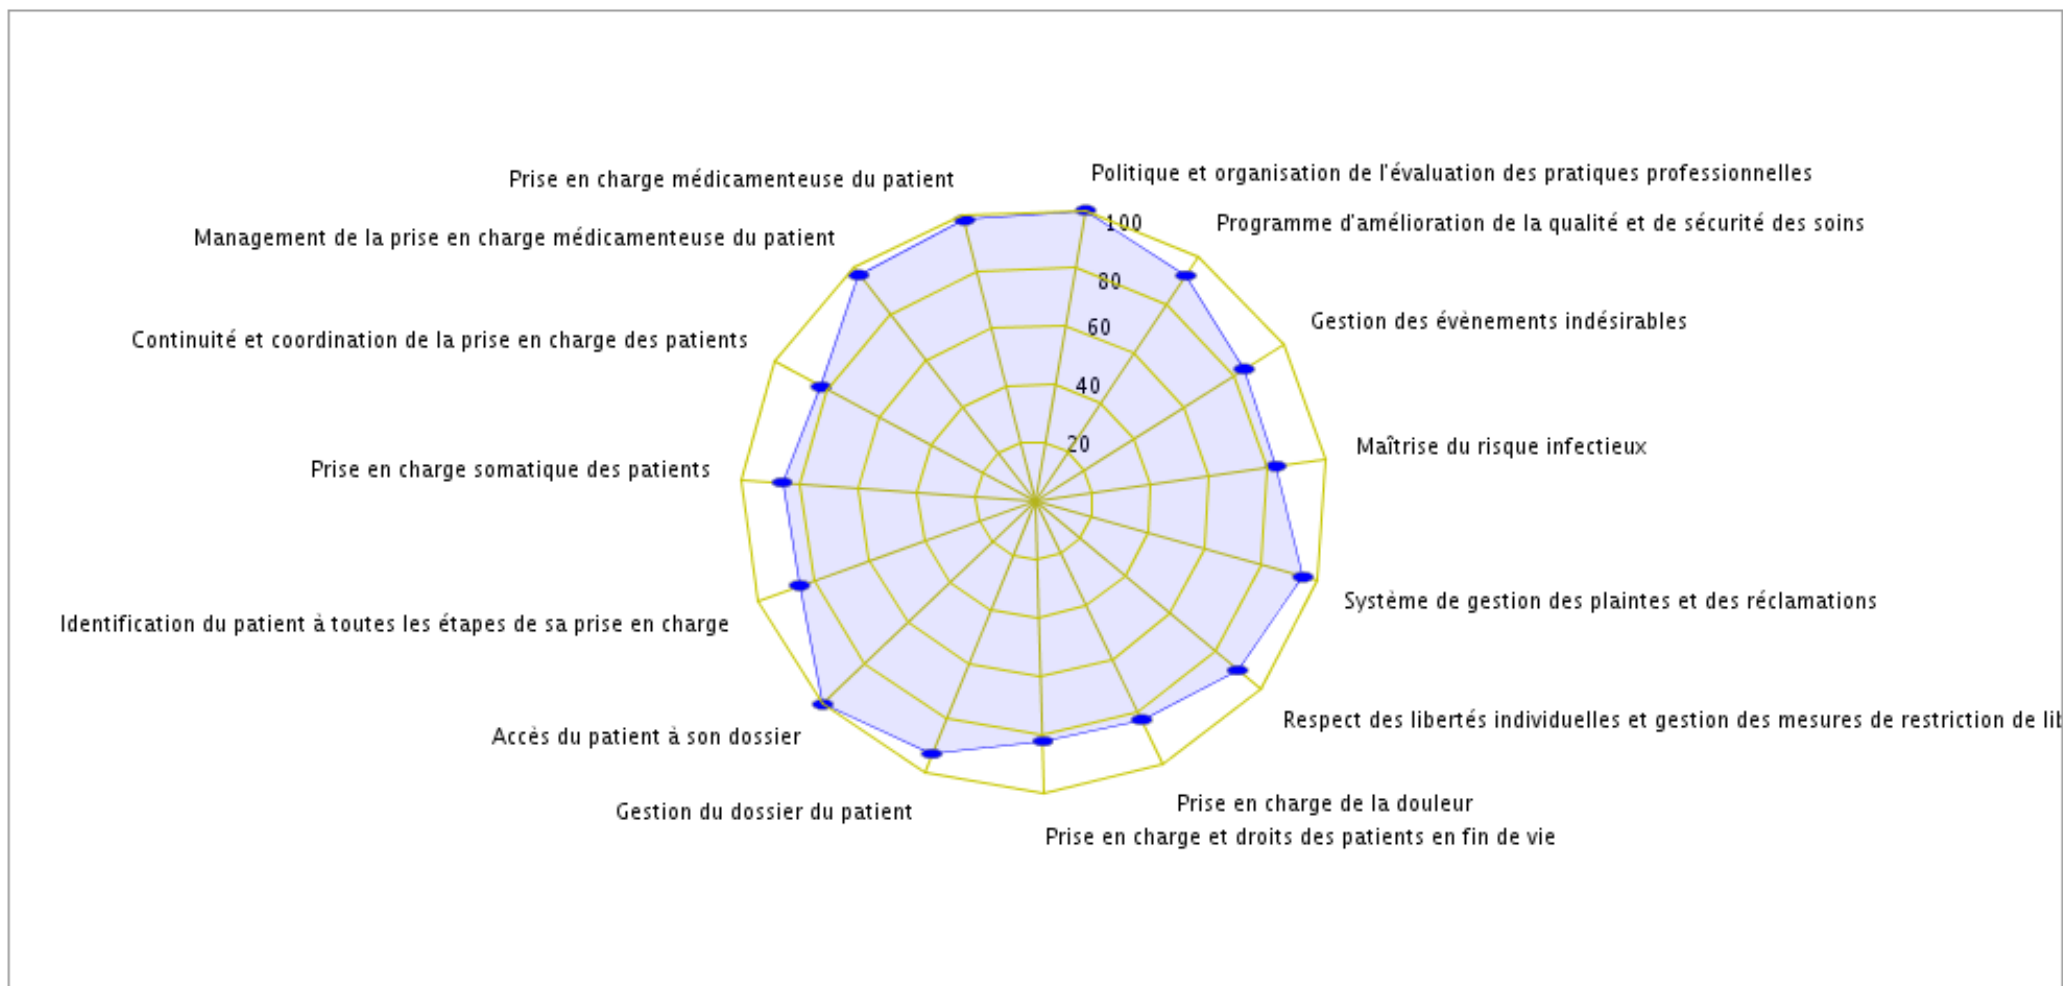 Politique et organisation de l'évaluation des pratiques professionnelles
Prise en charge médicamenteuse du patient
100
Programme d'amélioration de la qualité et de sécurité des soins
Management de la prise en charge médicamenteuse du patient
80
Gestion des évènements indésirables
60
Continuité et coordination de la prise en charge des patients
40
20
Maîtrise du risque infectieux
Prise en charge somatique des patients
Système de gestion des plaintes et des réclamations
Identification du patient à toutes les étapes de sa prise en charge
Respect des libertés individuelles et gestion des mesures de restriction de
Accès du patient à son dossier
Prise en charge de la douleur
Gestion du dossier du patient
Prise en charge et droits des patients en fin de vie